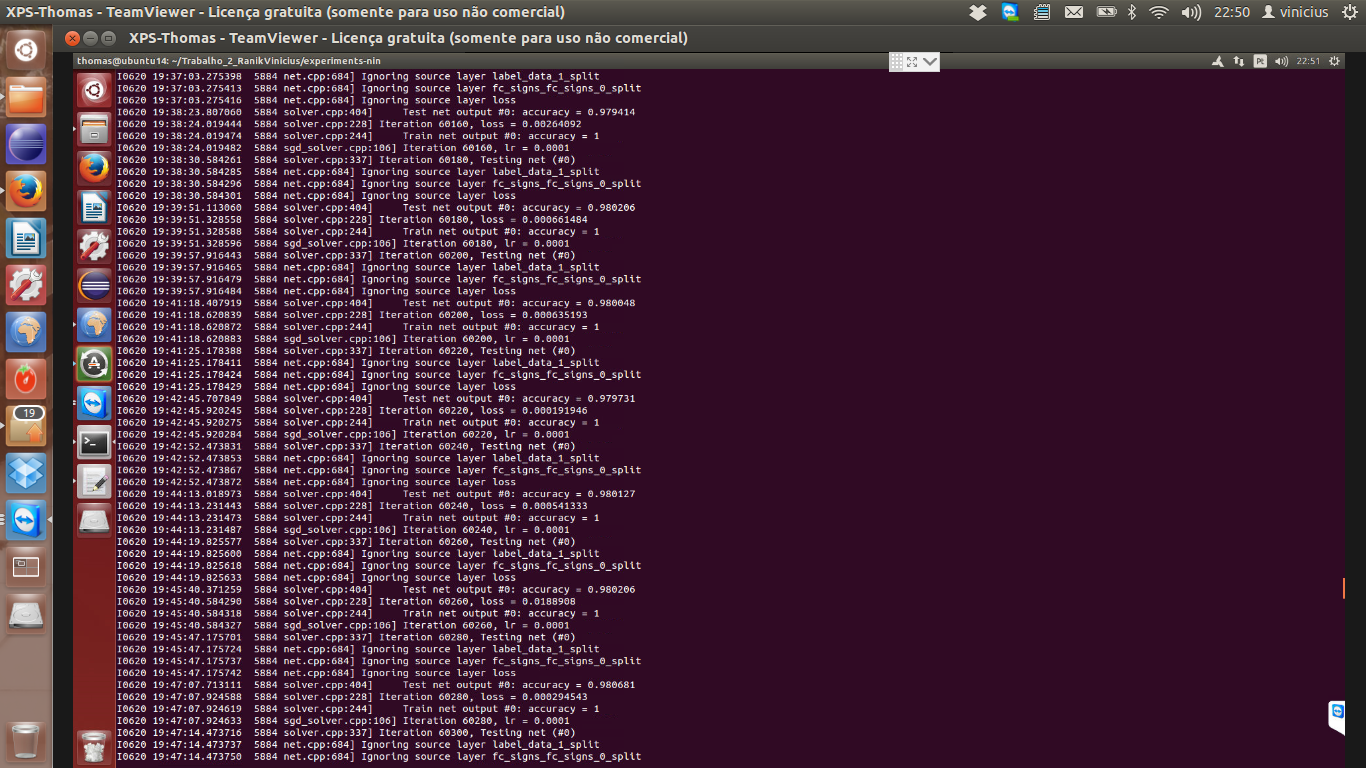 XPS-Thomas - TeamViewer - Licença gratuita (somente para uso não comercial)
22:50 vinicius
XPS-Thomas - TeamViewer - Licença gratuita (somente para uso não comercial)
thomas@ubuntu14: ~/Trabalho_2_RanikVinicius/experiments-nin
Pt 22:51
19
I0620 19:37:03.275398 5884 net.cpp:684] Ignoring source layer label_data_1_split
I0620 19:37:03.275413 5884 net.cpp:684] Ignoring source layer fc_signs_fc_signs_0_split
I0620 19:37:03.275416 5884 net.cpp:684] Ignoring source layer loss
I0620 19:38:23.807060 5884 solver.cpp:404] Test net output #0: accuracy = 0.979414
I0620 19:38:24.019444 5884 solver.cpp:228] Iteration 60160, loss = 0.00264092
I0620 19:38:24.019474 5884 solver.cpp:244] Train net output #0: accuracy = 1
I0620 19:38:24.019482 5884 sgd_solver.cpp:106] Iteration 60160, lr = 0.0001
I0620 19:38:30.584261 5884 solver.cpp:337] Iteration 60180, Testing net (#0)
I0620 19:38:30.584285 5884 net.cpp:684] Ignoring source layer label_data_1_split
I0620 19:38:30.584296 5884 net.cpp:684] Ignoring source layer fc_signs_fc_signs_0_split
I0620 19:38:30.584301 5884 net.cpp:684] Ignoring source layer loss
I0620 19:39:51.113060 5884 solver.cpp:404] Test net output #0: accuracy = 0.980206
I0620 19:39:51.328558 5884 solver.cpp:228] Iteration 60180, loss = 0.000661484
I0620 19:39:51.328588 5884 solver.cpp:244] Train net output #0: accuracy = 1
I0620 19:39:51.328596 5884 sgd_solver.cpp:106] Iteration 60180, lr = 0.0001
I0620 19:39:57.916443 5884 solver.cpp:337] Iteration 60200, Testing net (#0)
I0620 19:39:57.916465 5884 net.cpp:684] Ignoring source layer label_data_1_split
I0620 19:39:57.916479 5884 net.cpp:684] Ignoring source layer fc_signs_fc_signs_0_split
I0620 19:39:57.916484 5884 net.cpp:684] Ignoring source layer loss
I0620 19:41:18.407919 5884 solver.cpp:404] Test net output #0: accuracy = 0.980048
I0620 19:41:18.620839 5884 solver.cpp:228] Iteration 60200, loss = 0.000635193
I0620 19:41:18.620872 5884 solver.cpp:244] Train net output #0: accuracy = 1
I0620 19:41:18.620883 5884 sgd_solver.cpp:106] Iteration 60200, lr = 0.0001
I0620 19:41:25.178388 5884 solver.cpp:337] Iteration 60220, Testing net (#0)
I0620 19:41:25.178411 5884 net.cpp:684] Ignoring source layer label_data_1_split
I0620 19:41:25.178424 5884 net.cpp:684] Ignoring source layer fc_signs_fc_signs_0_split
I0620 19:41:25.178429 5884 net.cpp:684] Ignoring source layer loss
I0620 19:42:45.707849 5884 solver.cpp:404] Test net output #0: accuracy = 0.979731
I0620 19:42:45.920245 5884 solver.cpp:228] Iteration 60220, loss = 0.000191946
I0620 19:42:45.920275 5884 solver.cpp:244] Train net output #0: accuracy = 1
I0620 19:42:45.920284 5884 sgd_solver.cpp:106] Iteration 60220, lr = 0.0001
I0620 19:42:52.473831 5884 solver.cpp:337] Iteration 60240, Testing net (#0)
I0620 19:42:52.473853 5884 net.cpp:684] Ignoring source layer label_data_1_split
I0620 19:42:52.473867 5884 net.cpp:684] Ignoring source layer fc_signs_fc_signs_0_split
I0620 19:42:52.473872 5884 net.cpp:684] Ignoring source layer loss
I0620 19:44:13.018973 5884 solver.cpp:404] Test net output #0: accuracy = 0.980127
I0620 19:44:13.231443 5884 solver.cpp:228] Iteration 60240, loss = 0.000541333
I0620 19:44:13.231473 5884 solver.cpp:244] Train net output #0: accuracy = 1
I0620 19:44:13.231487 5884 sgd_solver.cpp:106] Iteration 60240, lr = 0.0001
I0620 19:44:19.825577 5884 solver.cpp:337] Iteration 60260, Testing net (#0)
I0620 19:44:19.825600 5884 net.cpp:684] Ignoring source layer label_data_1_split
I0620 19:44:19.825618 5884 net.cpp:684] Ignoring source layer fc_signs_fc_signs_0_split
I0620 19:44:19.825633 5884 net.cpp:684] Ignoring source layer loss
I0620 19:45:40.371259 5884 solver.cpp:404] Test net output #0: accuracy = 0.980206
I0620 19:45:40.584290 5884 solver.cpp:228] Iteration 60260, loss = 0.0188908
I0620 19:45:40.584318 5884 solver.cpp:244] Train net output #0: accuracy = 1
I0620 19:45:40.584327 5884 sgd_solver.cpp:106] Iteration 60260, lr = 0.0001
I0620 19:45:47.175701 5884 solver.cpp:337] Iteration 60280, Testing net (#0)
I0620 19:45:47.175724 5884 net.cpp:684] Ignoring source layer label_data_1_split
I0620 19:45:47.175737 5884 net.cpp:684] Ignoring source layer fc_signs_fc_signs_0_split
I0620 19:45:47.175742 5884 net.cpp:684] Ignoring source layer loss
I0620 19:47:07.713111 5884 solver.cpp:404] Test net output #0: accuracy = 0.980681
I0620 19:47:07.924588 5884 solver.cpp:228] Iteration 60280, loss = 0.000294543
I0620 19:47:07.924619 5884 solver.cpp:244] Train net output #0: accuracy = 1
I0620 19:47:07.924633 5884 sgd_solver.cpp:106] Iteration 60280, lr = 0.0001
I0620 19:47:14.473716 5884 solver.cpp:337] Iteration 60300, Testing net (#0)
I0620 19:47:14.473737 5884 net.cpp:684] Ignoring source layer label_data_1_split
I0620 19:47:14.473750 5884 net.cpp:684] Ignoring source layer fc_signs_fc_signs_0_split